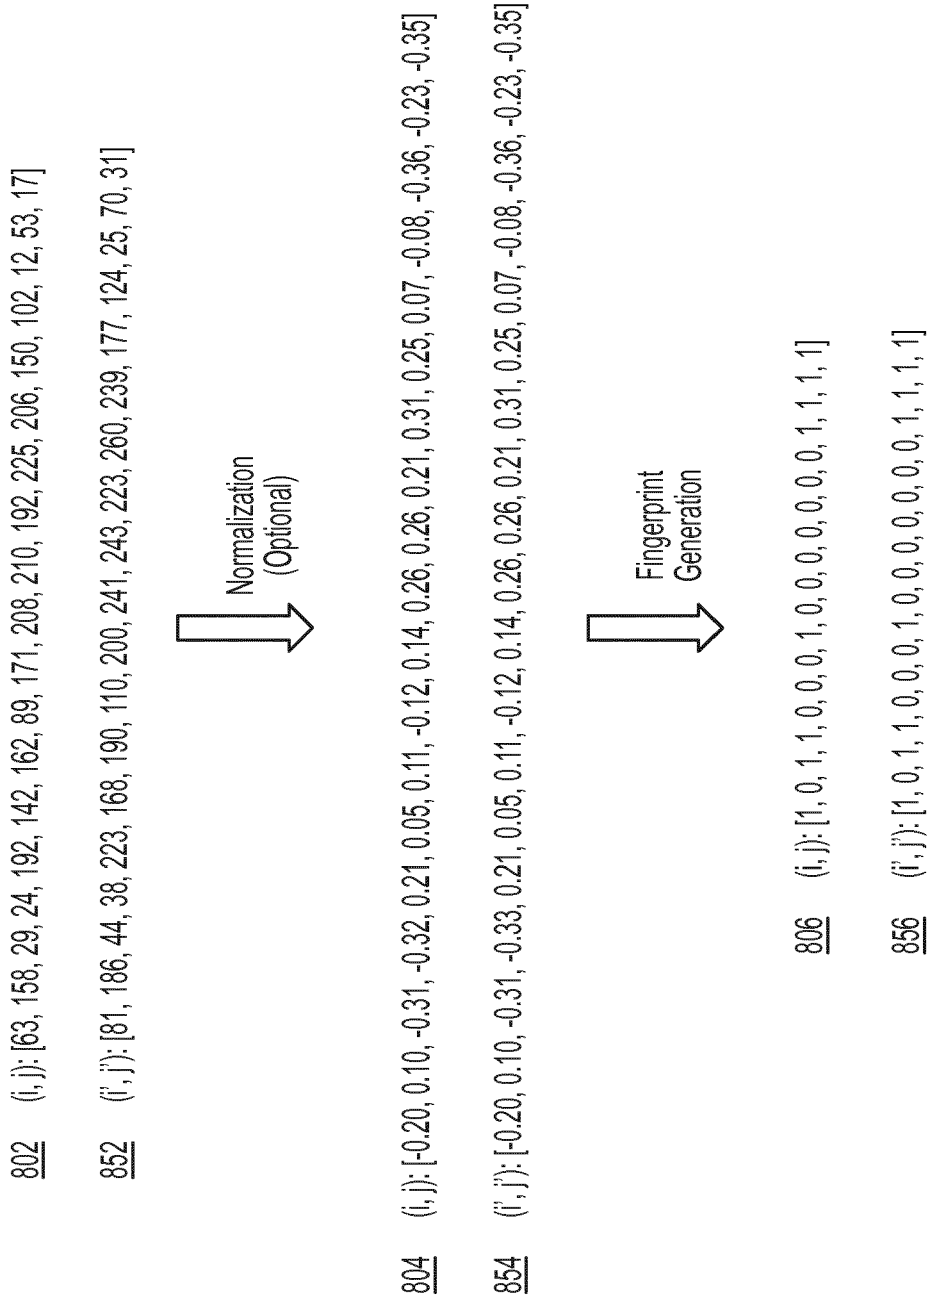 802 (i, j): [63, 158, 29, 24, 192, 142, 162, 89, 171, 208, 210, 192, 225, 206, 150, 102, 12, 53, 17]
852 (i', j'): [81, 186, 44, 38, 223, 168, 190, 110, 200, 241, 243, 223, 260, 239, 177, 124, 25, 70, 31]
Normalization
(Optional)
804 (i, j): [-0.20, 0.10, -0.31, -0.32, 0.21, 0.05, 0.11, -0.12, 0.14, 0.26, 0.26, 0.21, 0.31, 0.25, 0.07, -0.08, -0.36, -0.23, -0.35]
854 (i', j'): [-0.20, 0.10, -0.31, -0.33, 0.21, 0.05, 0.11, -0.12, 0.14, 0.26, 0.26, 0.21, 0.31, 0.25, 0.07, -0.08, -0.36, -0.23, -0.35]
Fingerprint
Generation
806 (i, j): [1, 0, 1, 1, 0, 0, 0, 1, 0, 0, 0, 0, 0, 0, 0, 1, 1, 1, 1]
856 (i', j'): [1, 0, 1, 1, 0, 0, 0, 1, 0, 0, 0, 0, 0, 0, 0, 1, 1, 1, 1]